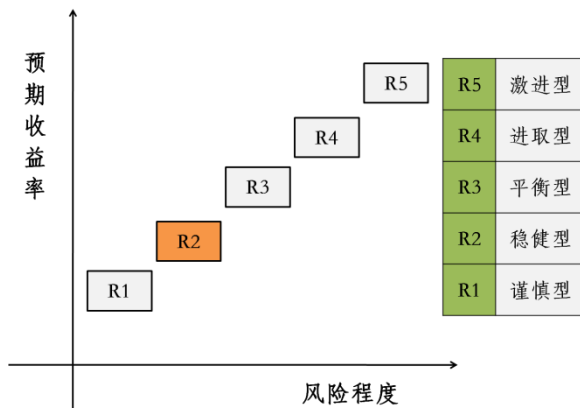 预期收益率
R5
R4
R3
R2
R1
风险程度
R5 激进型
R4 进取型
R3 平衡型
R2 稳健型
R1 谨慎型